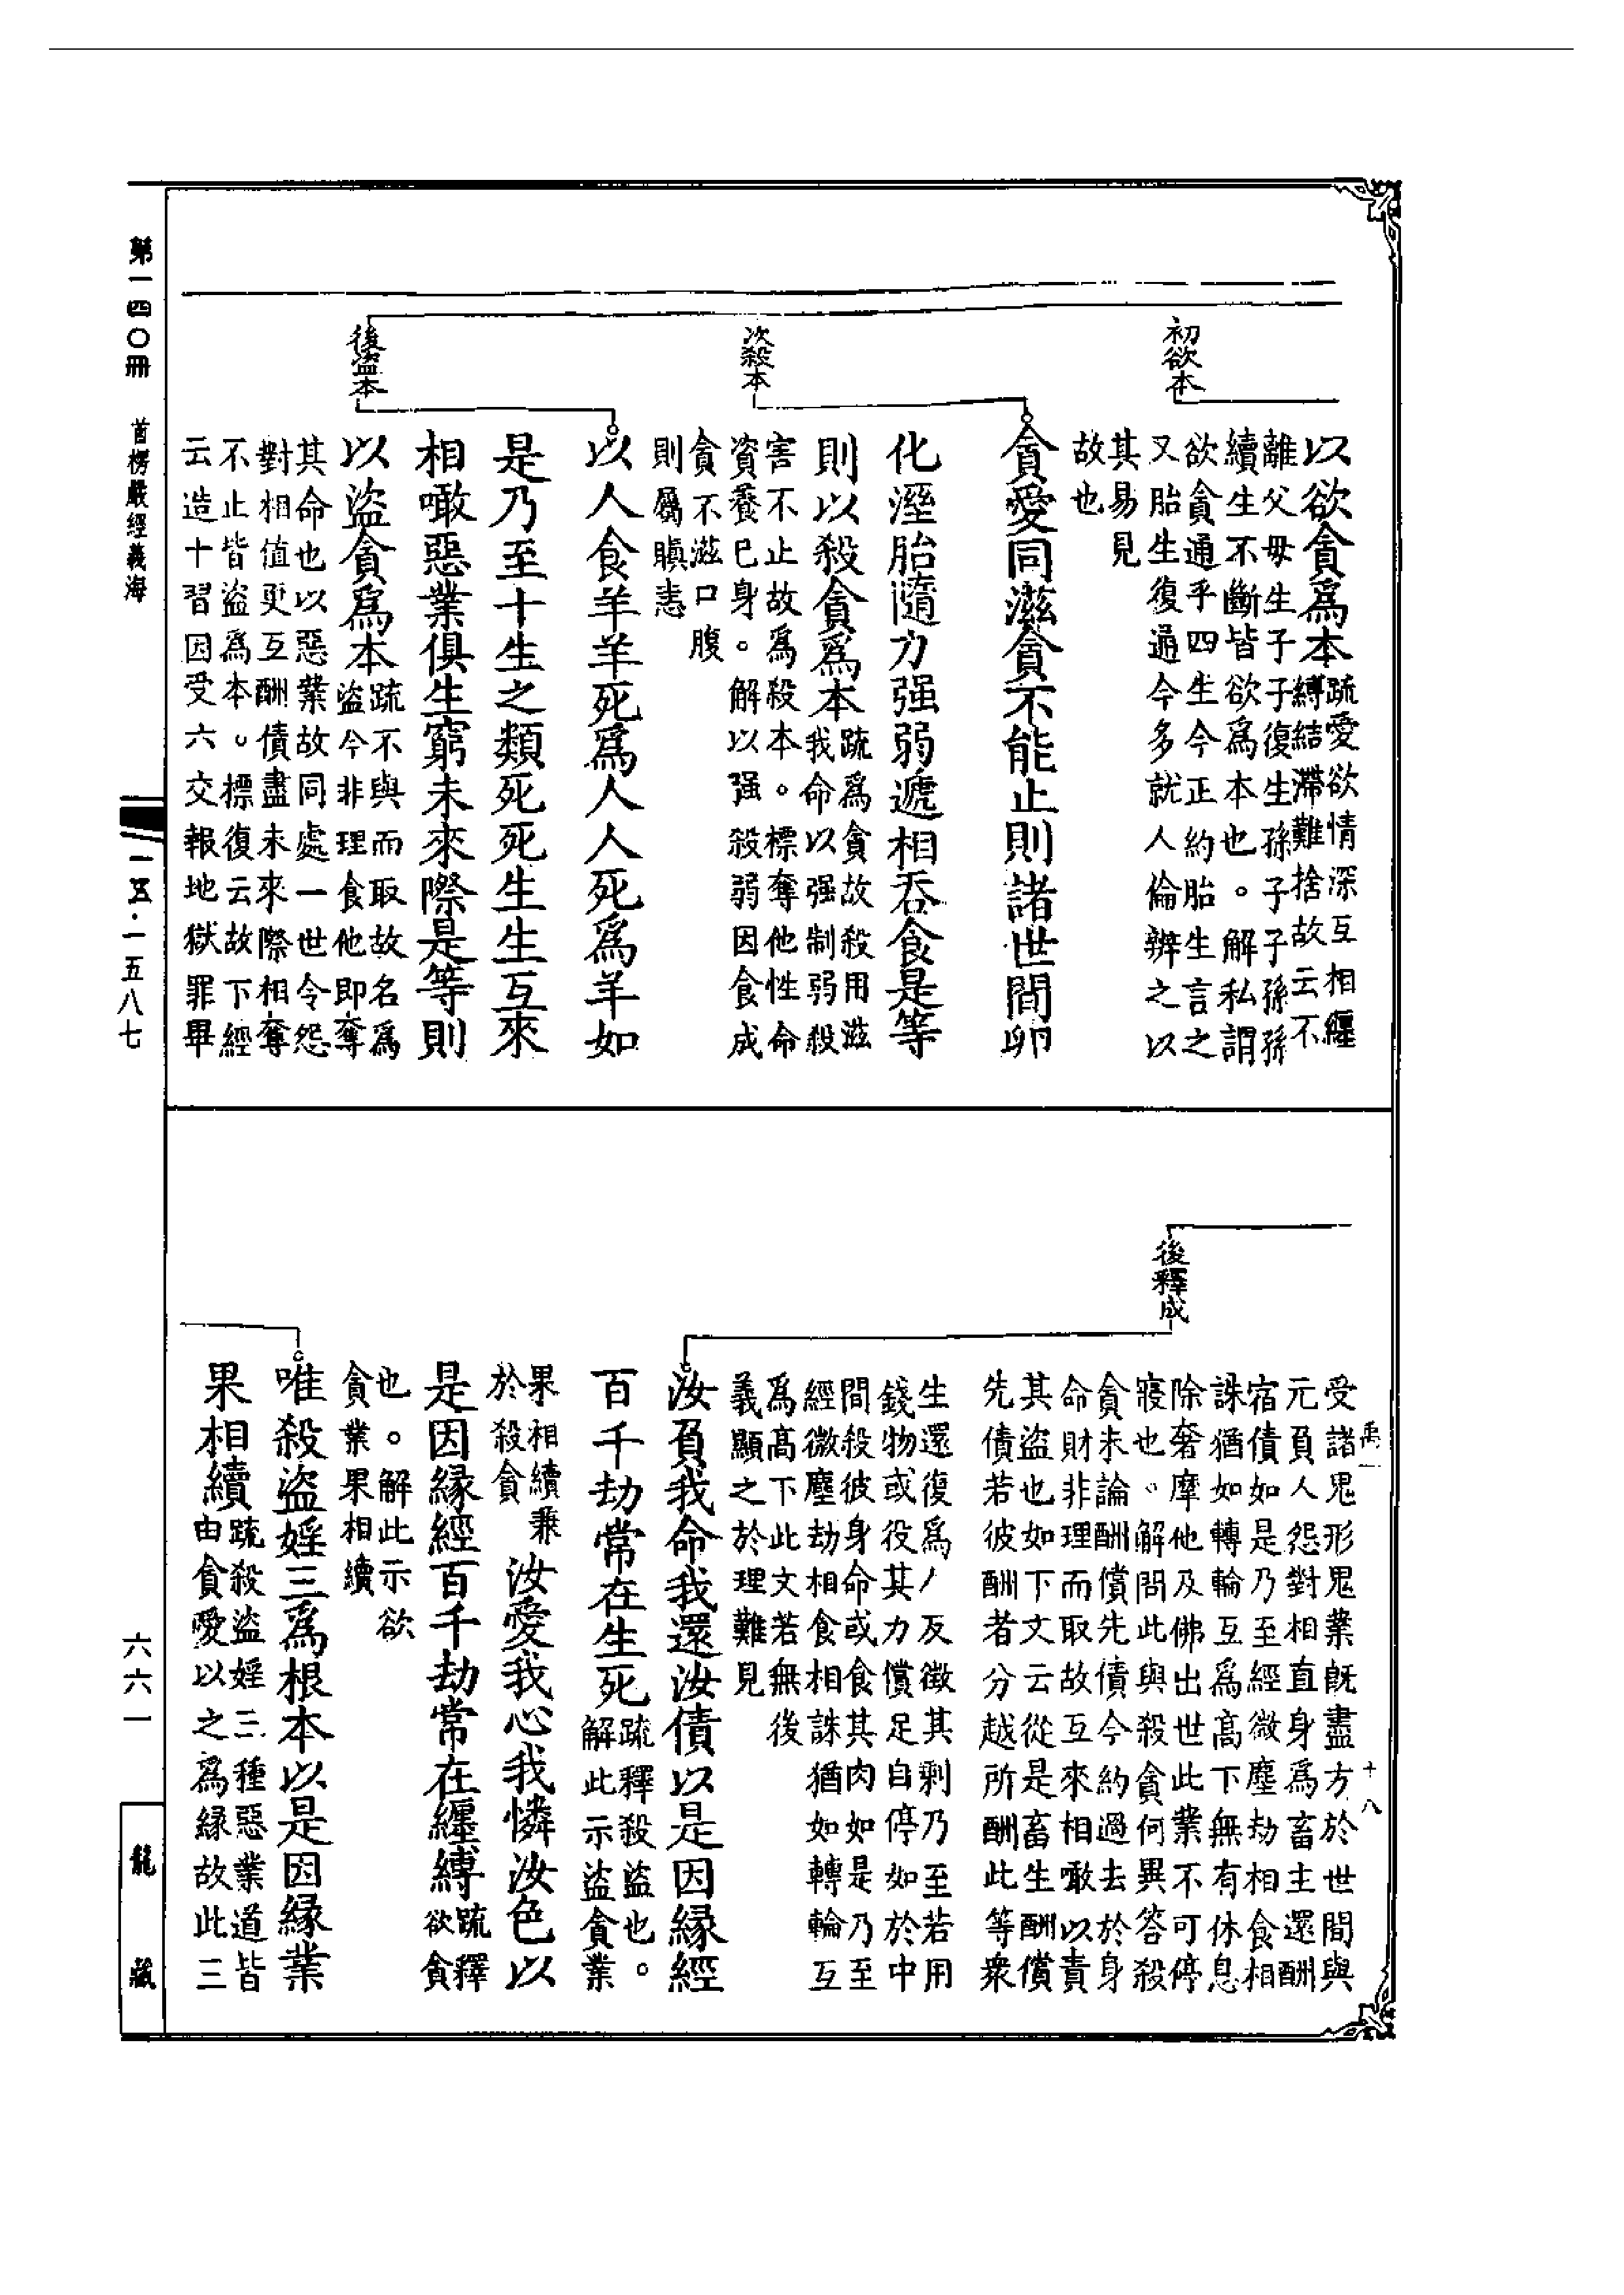 初欲本
以欲貪爲本疏愛欲情深互相纏
縛結滯難捨故云不
離父母生子子復生孫子子孫孫
續生不斷皆欲爲本也。解私謂
欲貪通乎四生今正約胎生言之
又胎生復通今多就人倫辨之以
其易見
故也
次殺本
貪愛同滋貪不能止則諸世間卵
化溼胎隨力强弱遞相吞食是等
則以殺貪爲本疏爲貪故殺用滋
我命以强制弱殺
害不止故爲殺本。標奪他性命
資養已身。解以强殺弱因食成
貪不滋口腹
則屬瞋恚
後盜本
以人食羊羊死爲人人死爲羊如
是乃至十生之類死死生生互來
相噉惡業俱生窮未來際是等則
以盜貪爲本疏不與而取故名爲
盜今非理食他即奪
其命也以惡業故同處一世令怨
對相值更互酬債盡未來際相奪
不止皆盜爲本。標復云故下經
云造十習因受六交報地獄罪畢
禹一
十八
受諸鬼形鬼業旣盡方於世間與
元負人怨對相直身爲畜主還酬
宿債如是乃至經微塵劫相食相
誅猶如轉輪互爲高下無有休息
除奢摩他及佛出世此業不可停
寢也。解問此與殺貪何異答殺
貪未論酬償先債今約過去於身
命財非理而取故互來相噉以責
其盜也如下文云從是畜生酬償
先債若彼酬者分越所酬此等衆
生還復爲人反徵其剩乃至若用
錢物或役其力償足自停如於中
間殺彼身命或食其肉如是乃至
經微塵劫相食相誅猶如轉輪互
爲高下此文若無後
義顯之於理難見
後釋成
汝負我命我還汝債以是因緣經
百千劫常在生死疏釋殺盜也。
解此示盜貪業
果相續兼
於殺貪汝愛我心我憐汝色以
是因緣經百千劫常在纏縛疏釋
欲貪
也。解此示欲
貪業果相續
唯殺盜婬三爲根本以是因緣業
果相續疏殺盜婬三種惡業道皆
由貪愛以之爲緣故此三
第一四〇冊 首楞嚴經義海
一五·一五八七
六六一
龍藏